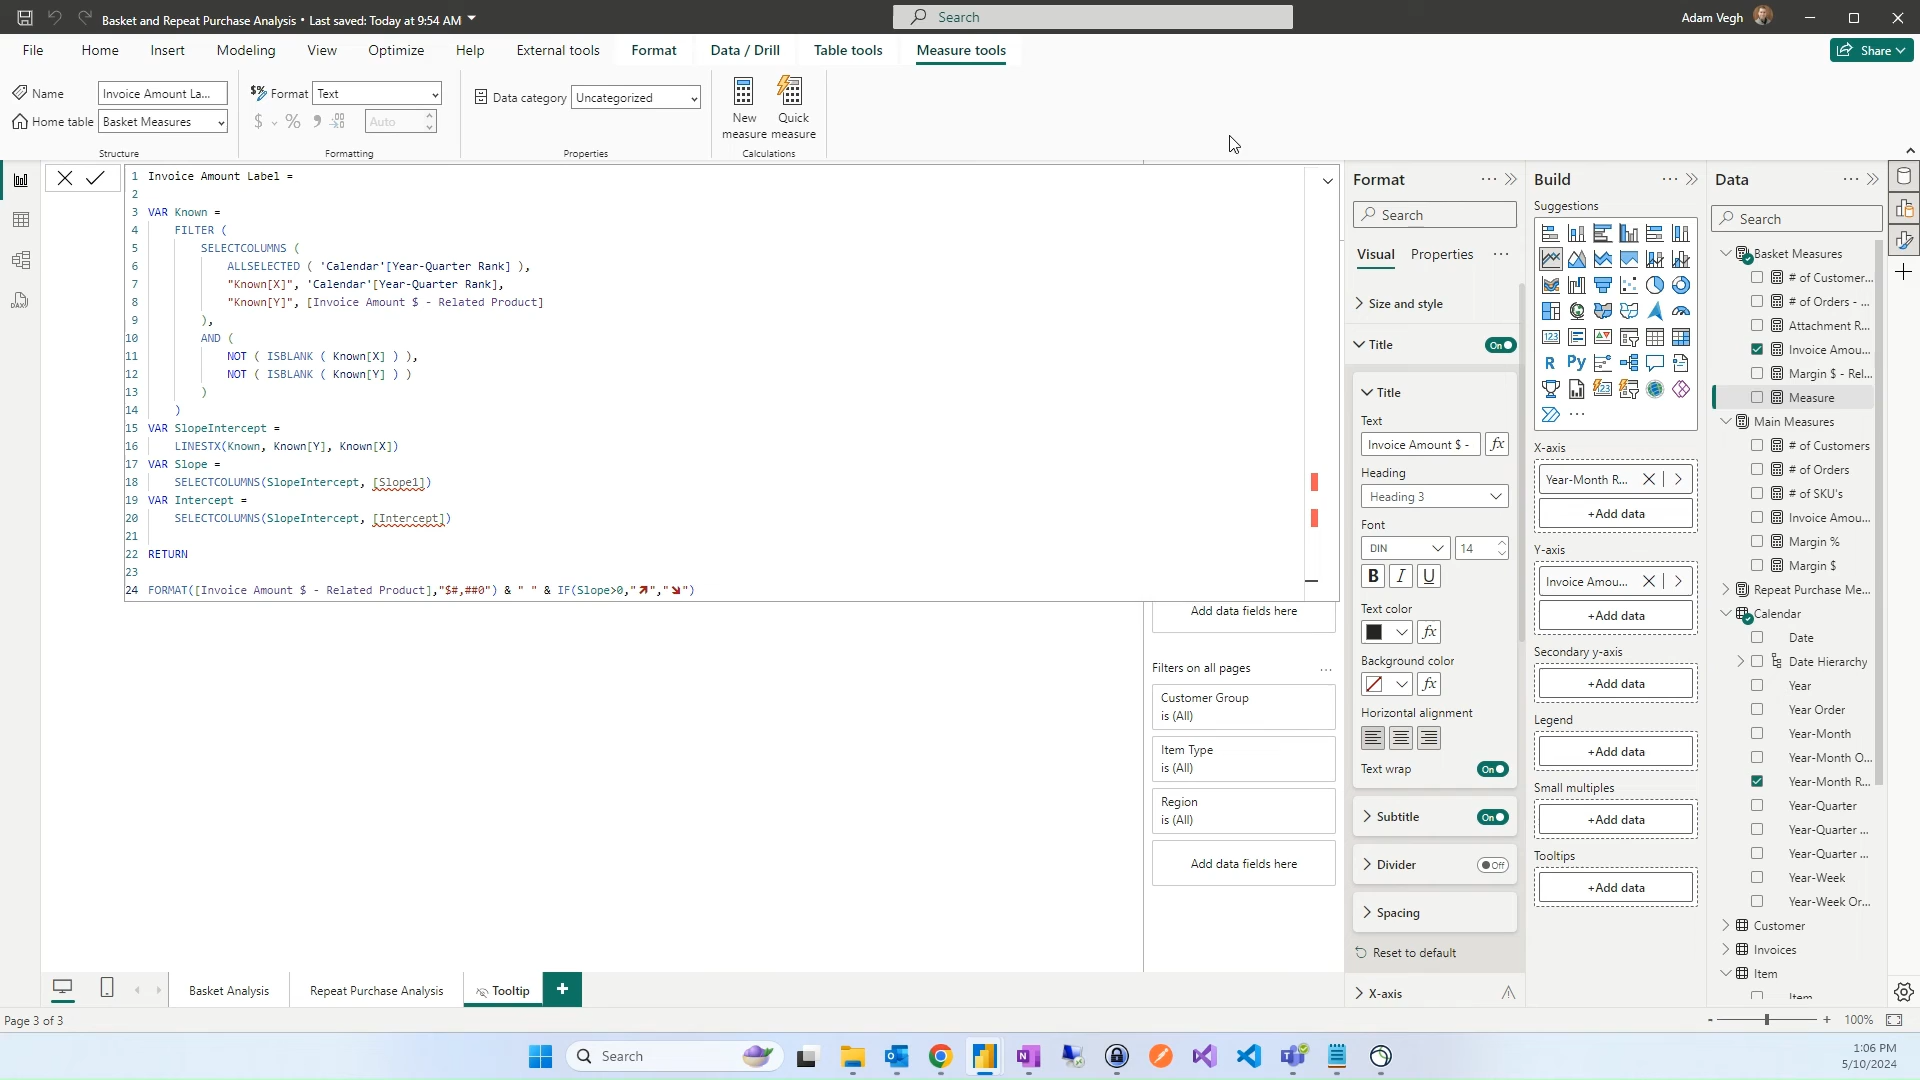 Basket and Repeat Purchase Analysis • Last saved: Today at 9:54 AM
Search
Adam Vegh
File Home Insert Modeling View Optimize Help External tools Format Data / Drill Table tools Measure tools
Share
Name
Invoice Amount La...
Home table
Basket Measures
Structure
Format
Text
$ % 9 .00
Auto
Formatting
Data category
Uncategorized
Properties
New
measure
Quick
measure
Calculations
1 Invoice Amount Label =
2
3 VAR Known =
4 FILTER (
5 SELECTCOLUMNS (
6 ALLSELECTED ( 'Calendar'[Year-Quarter Rank] ),
7 "Known[X]", 'Calendar'[Year-Quarter Rank],
8 "Known[Y]", [Invoice Amount $ - Related Product]
9 ),
10 AND (
11 NOT ( ISBLANK ( Known[X] ) ),
12 NOT ( ISBLANK ( Known[Y] ) )
13 )
14 )
15 VAR SlopeIntercept =
16 LINESTX(Known, Known[Y], Known[X])
17 VAR Slope =
18 SELECTCOLUMNS(SlopeIntercept, [Slope1])
19 VAR Intercept =
20 SELECTCOLUMNS(SlopeIntercept, [Intercept])
21
22 RETURN
23
24 FORMAT([Invoice Amount $ - Related Product],"$#,##0") & " " & IF(Slope>0,"⬈","⬊")
Add data fields here
Filters on all pages
...
Customer Group
is (All)
Item Type
is (All)
Region
is (All)
Add data fields here
Format
Search
Visual
Properties
Size and style
Title
On
Title
Text
Invoice Amount $ -
fx
Heading
Heading 3
Font
DIN
14
B I U
Text color
fx
Background color
fx
Horizontal alignment
Text wrap
On
Subtitle
On
Divider
Off
Spacing
Reset to default
X-axis
Build
Suggestions
123
R Py
123
...
X-axis
Year-Month R...
+Add data
Y-axis
Invoice Amou...
+Add data
Secondary y-axis
+Add data
Legend
+Add data
Small multiples
+Add data
Tooltips
+Add data
Data
Search
Basket Measures
# of Customer...
# of Orders - ...
Attachment R...
Invoice Amou...
Margin $ - Rel...
Measure
Main Measures
# of Customers
# of Orders
# of SKU's
Invoice Amou...
Margin %
Margin $
Repeat Purchase Me...
Calendar
Date
Date Hierarchy
Year
Year Order
Year-Month
Year-Month O...
Year-Month R...
Year-Quarter
Year-Quarter ...
Year-Quarter ...
Year-Week
Year-Week Or...
Customer
Invoices
Item
Item
DAX
Basket Analysis
Repeat Purchase Analysis
Tooltip
+
Page 3 of 3
- + 100%
Search
1:06 PM
5/10/2024